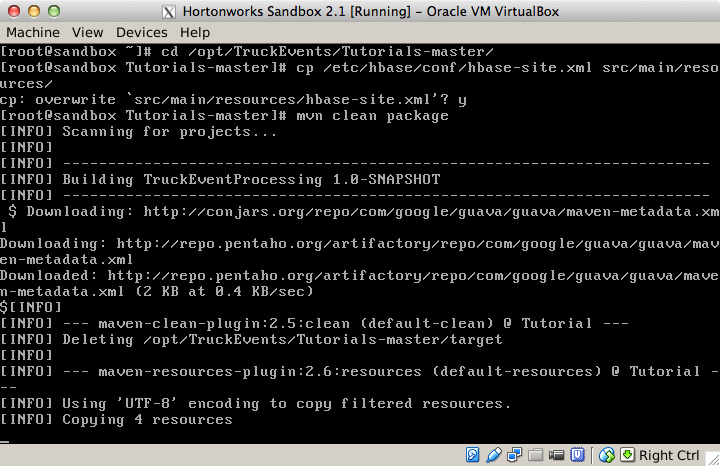 Hortonworks Sandbox 2.1 [Running] – Oracle VM VirtualBox
Machine View Devices Help
[root@sandbox ~]# cd /opt/TruckEvents/Tutorials-master/
[root@sandbox Tutorials-master]# cp /etc/hbase/conf/hbase-site.xml src/main/reso
urces/
cp: overwrite `src/main/resources/hbase-site.xml'? y
[root@sandbox Tutorials-master]# mvn clean package
[INFO] Scanning for projects...
[INFO]
[INFO] ------------------------------------------------------------------------
[INFO] Building TruckEventProcessing 1.0-SNAPSHOT
[INFO] ------------------------------------------------------------------------
$ Downloading: http://conjars.org/repo/com/google/guava/guava/maven-metadata.xm
l
Downloading: http://repo.pentaho.org/artifactory/repo/com/google/guava/guava/mav
en-metadata.xml
Downloaded: http://repo.pentaho.org/artifactory/repo/com/google/guava/guava/mave
n-metadata.xml (2 KB at 0.4 KB/sec)
$[INFO]
[INFO] --- maven-clean-plugin:2.5:clean (default-clean) @ Tutorial ---
[INFO] Deleting /opt/TruckEvents/Tutorials-master/target
[INFO]
[INFO] --- maven-resources-plugin:2.6:resources (default-resources) @ Tutorial -
--
[INFO] Using 'UTF-8' encoding to copy filtered resources.
[INFO] Copying 4 resources
_
Right Ctrl